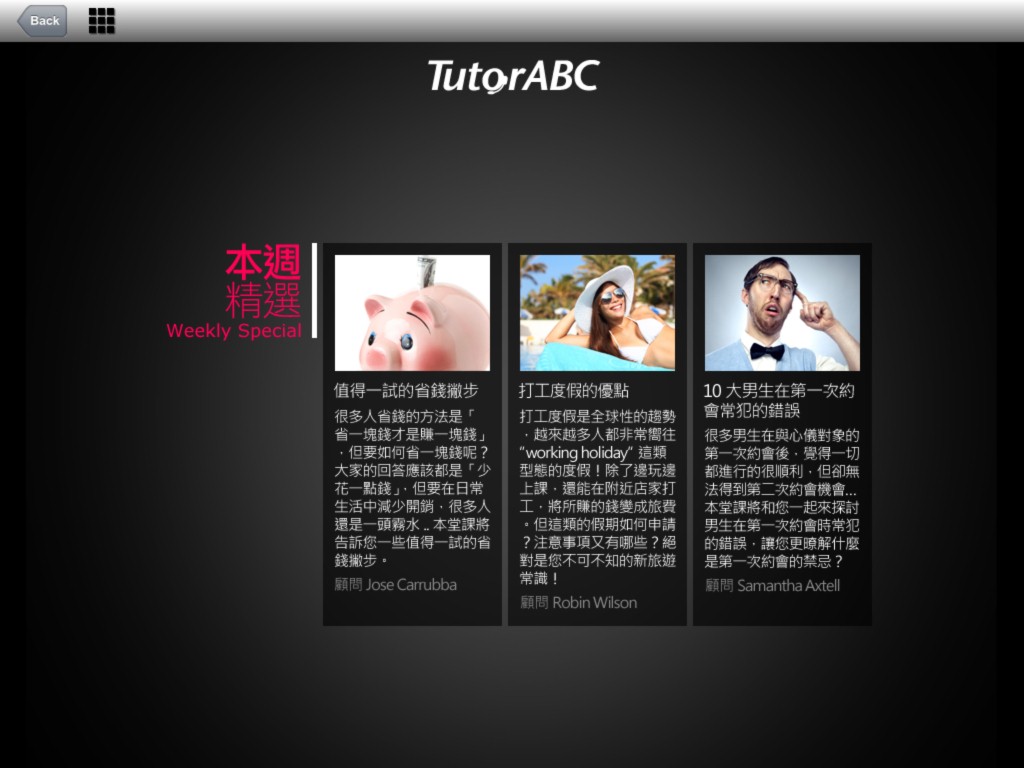 Back
TutorABC
本週
精選
Weekly Special
值得一試的省錢撇步
很多人省錢的方法是「
省一塊錢才是賺一塊錢」
，但要如何省一塊錢呢？
大家的回答應該都是「少
花一點錢」，但要在日常
生活中減少開銷，很多人
還是一頭霧水 .. 本堂課將
告訴您一些值得一試的省
錢撇步。
顧問 Jose Carrubba
打工度假的優點
打工度假是全球性的趨勢
，越來越多人都非常嚮往
"working holiday" 這類
型態的度假！除了邊玩邊
上課，還能在附近店家打
工，將所賺的錢變成旅費
。但這類的假期如何申請
？注意事項又有哪些？絕
對是您不可不知的新旅遊
常識！
顧問 Robin Wilson
10 大男生在第一次約
會常犯的錯誤
很多男生在與心儀對象的
第一次約會後，覺得一切
都進行的很順利，但卻無
法得到第二次約會機會...
本堂課將和您一起來探討
男生在第一次約會時常犯
的錯誤，讓您更暸解什麼
是第一次約會的禁忌？
顧問 Samantha Axtell